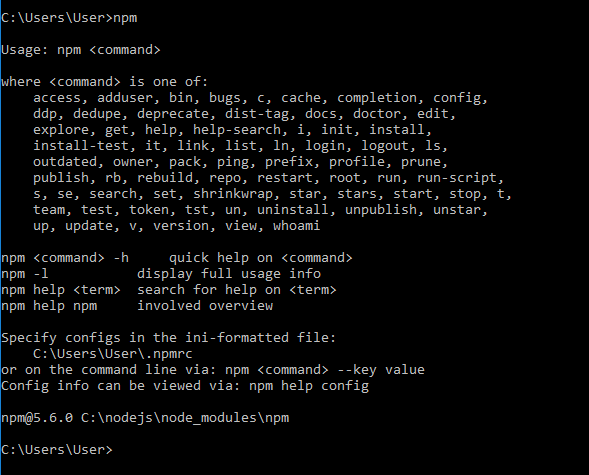 C:\Users\User>npm
Usage: npm <command>
where <command> is one of:
    access, adduser, bin, bugs, c, cache, completion, config,
    ddp, dedupe, deprecate, dist-tag, docs, doctor, edit,
    explore, get, help, help-search, i, init, install,
    install-test, it, link, list, ln, login, logout, ls,
    outdated, owner, pack, ping, prefix, profile, prune,
    publish, rb, rebuild, repo, restart, root, run, run-script,
    s, se, search, set, shrinkwrap, star, stars, start, stop, t,
    team, test, token, tst, un, uninstall, unpublish, unstar,
    up, update, v, version, view, whoami
npm <command> -h     quick help on <command>
npm -l           display full usage info
npm help <term>  search for help on <term>
npm help npm     involved overview
Specify configs in the ini-formatted file:
    C:\Users\User\.npmrc
or on the command line via: npm <command> --key value
Config info can be viewed via: npm help config
npm@5.6.0 C:\nodejs\node_modules\npm
C:\Users\User>